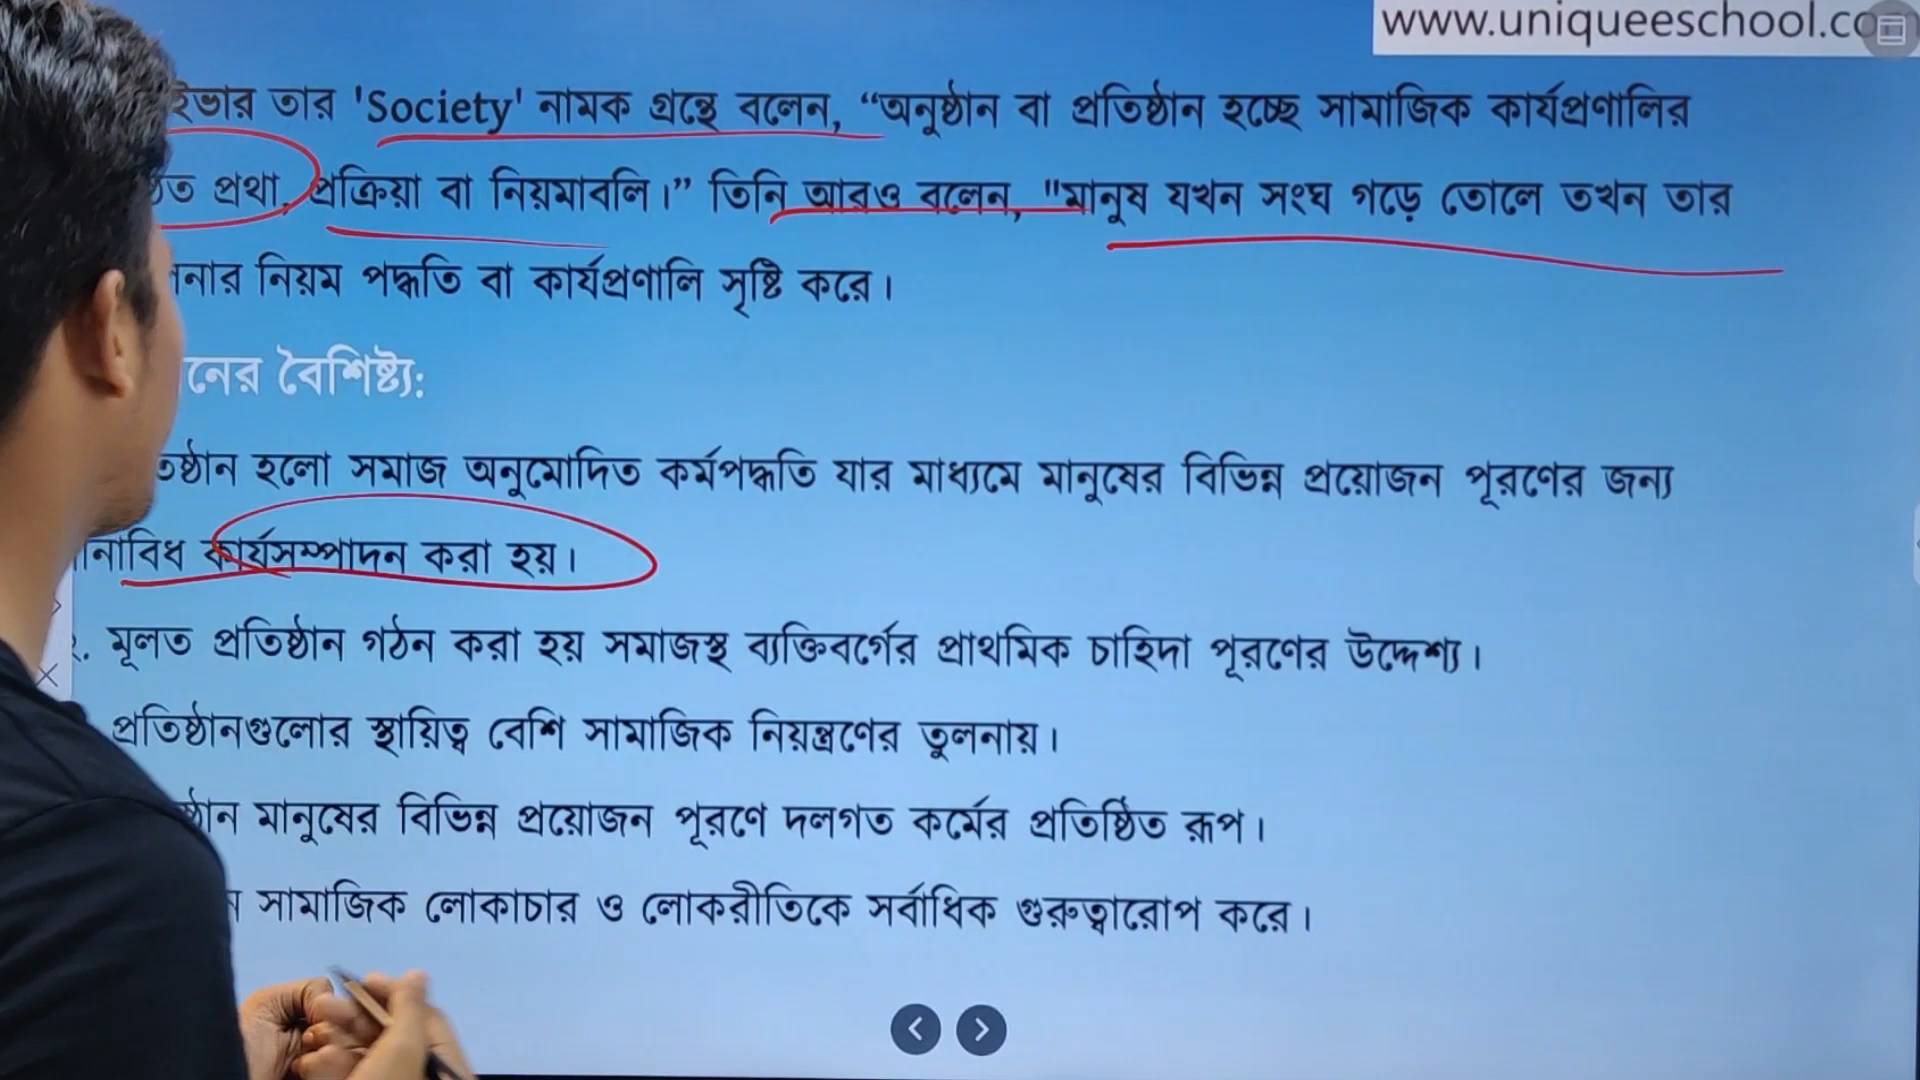 www.uniqueeschool.co
তার 'Society' নামক গ্রন্থে বলেন, “অনুষ্ঠান বা প্রতিষ্ঠান হচ্ছে সামাজিক কার্যপ্রণালির
প্রথা, প্রক্রিয়া বা নিয়মাবলি।” তিনি আরও বলেন, "মানুষ যখন সংঘ গড়ে তোলে তখন তার
নিয়ম পদ্ধতি বা কার্যপ্রণালি সৃষ্টি করে।
বৈশিষ্ট্য:
হলো সমাজ অনুমোদিত কর্মপদ্ধতি যার মাধ্যমে মানুষের বিভিন্ন প্রয়োজন পূরণের জন্য
কার্যসম্পাদন করা হয়।
মূলত প্রতিষ্ঠান গঠন করা হয় সমাজস্থ ব্যক্তিবর্গের প্রাথমিক চাহিদা পূরণের উদ্দেশ্য।
প্রতিষ্ঠানগুলোর স্থায়িত্ব বেশি সামাজিক নিয়ন্ত্রণের তুলনায়।
মানুষের বিভিন্ন প্রয়োজন পূরণে দলগত কর্মের প্রতিষ্ঠিত রূপ।
সামাজিক লোকাচার ও লোকরীতিকে সর্বাধিক গুরুত্বারোপ করে।